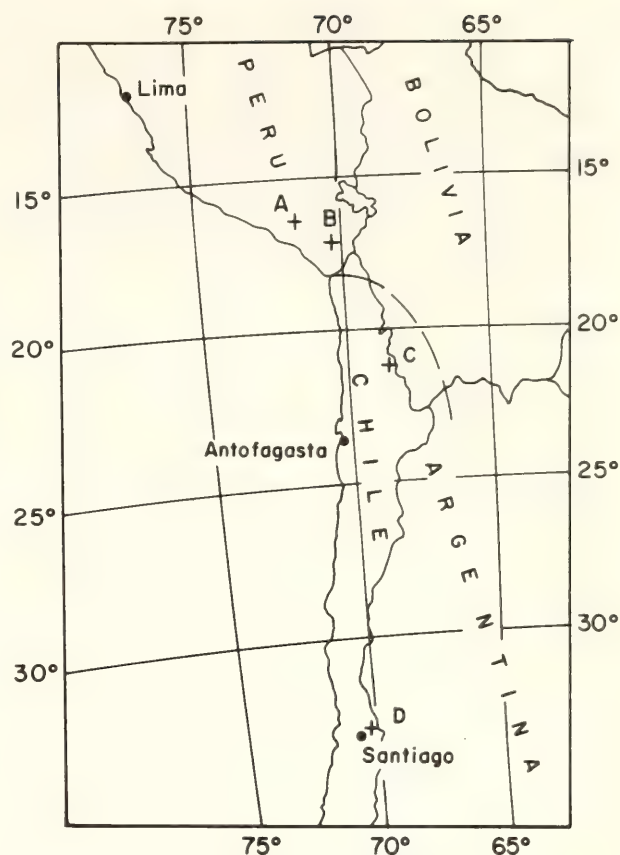 75° 70° 65°
Lima
PERU
BOLIVIA
15° 15°
A
B
20° 20°
C
CHILE
Antofagasta
ARGENTINA
25° 25°
30° 30°
D
Santiago
75° 70° 65°